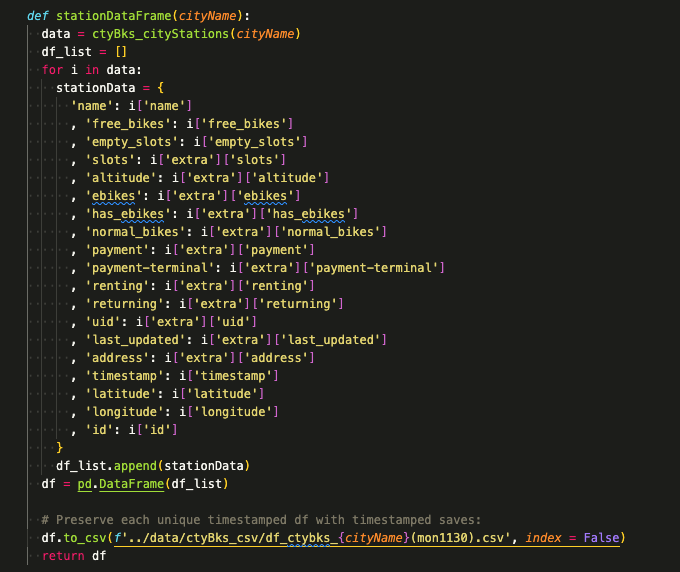 def stationDataFrame(cityName):
data = ctyBks_cityStations(cityName)
df_list = []
for i in data:
stationData = {
'name': i['name']
, 'free_bikes': i['free_bikes']
, 'empty_slots': i['empty_slots']
, 'slots': i['extra']['slots']
, 'altitude': i['extra']['altitude']
, 'ebikes': i['extra']['ebikes']
, 'has_ebikes': i['extra']['has_ebikes']
, 'normal_bikes': i['extra']['normal_bikes']
, 'payment': i['extra']['payment']
, 'payment-terminal': i['extra']['payment-terminal']
, 'renting': i['extra']['renting']
, 'returning': i['extra']['returning']
, 'uid': i['extra']['uid']
, 'last_updated': i['extra']['last_updated']
, 'address': i['extra']['address']
, 'timestamp': i['timestamp']
, 'latitude': i['latitude']
, 'longitude': i['longitude']
, 'id': i['id']
}
df_list.append(stationData)
df = pd.DataFrame(df_list)
# Preserve each unique timestamped df with timestamped saves:
df.to_csv(f'../data/ctyBks_csv/df_ctybks_{cityName}(mon1130).csv', index = False)
return df